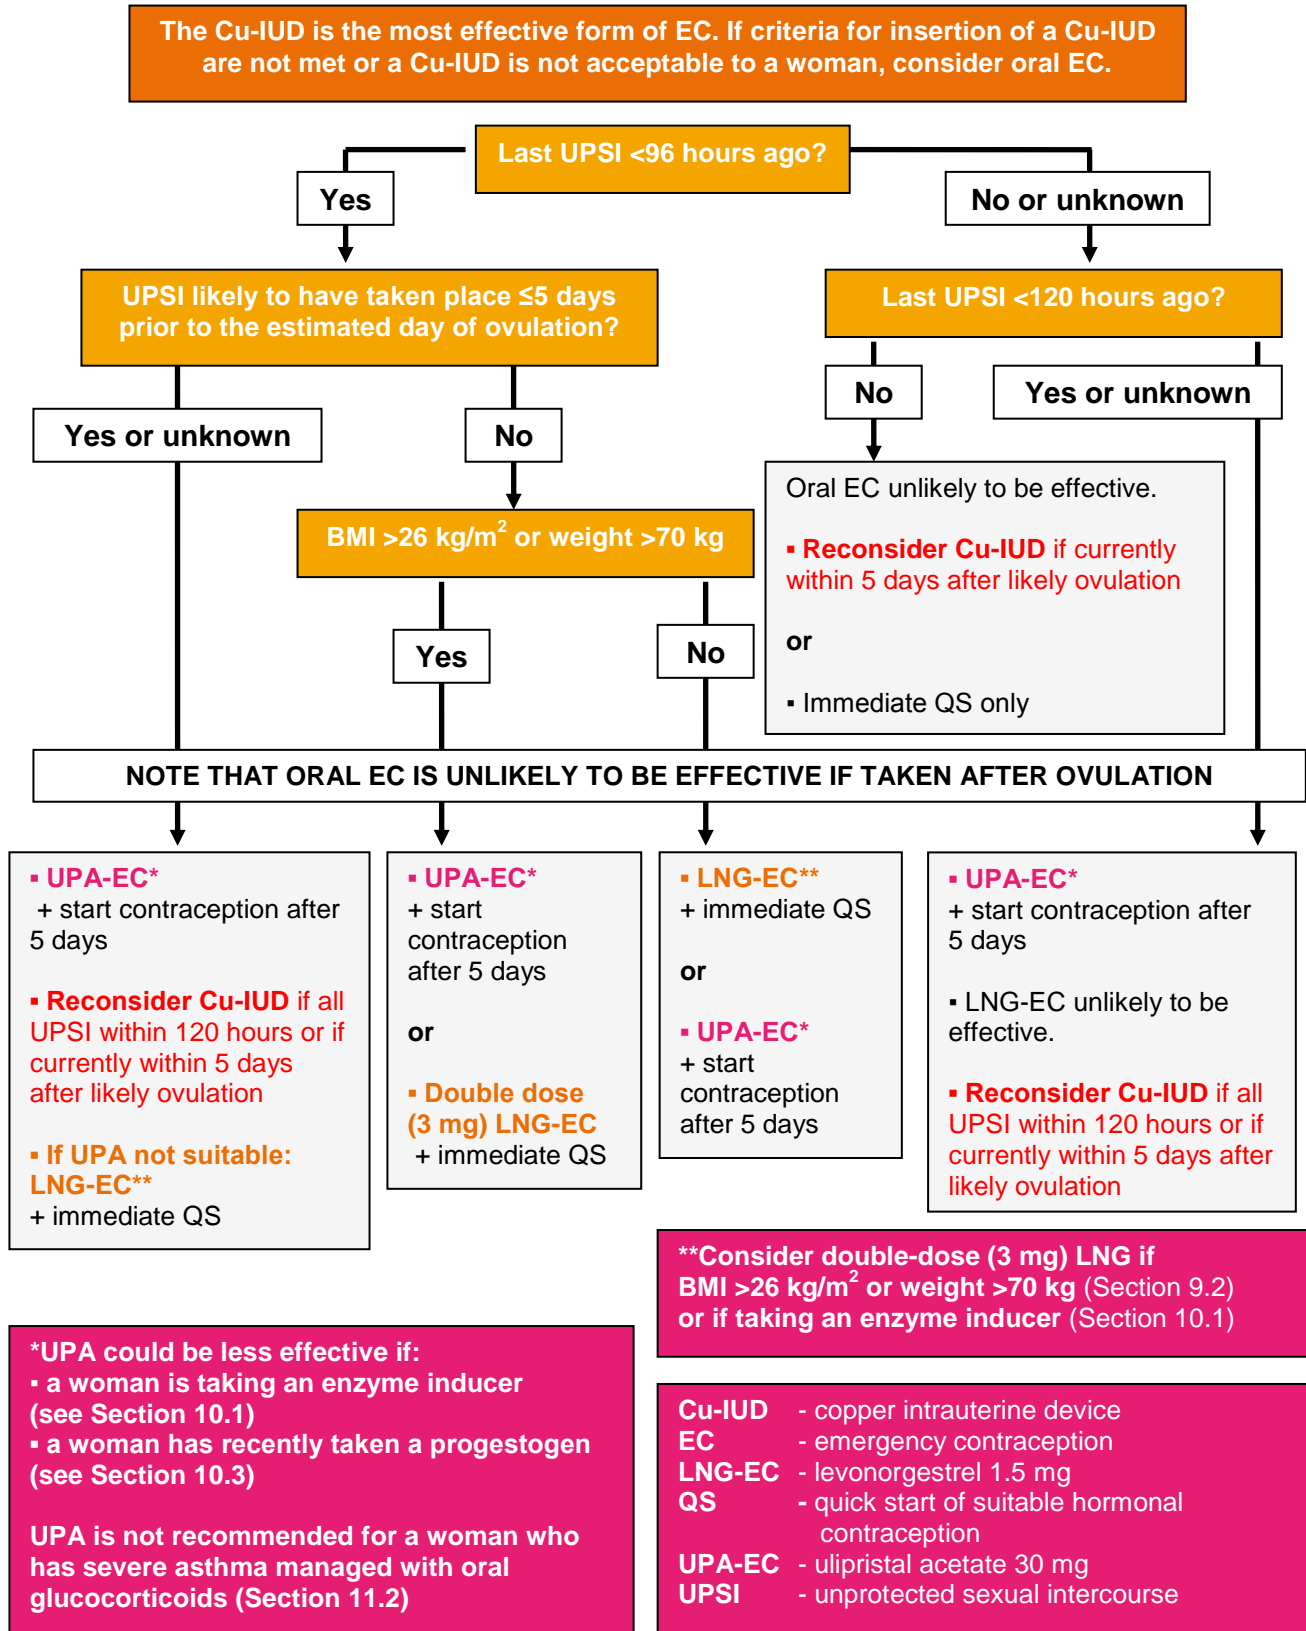 The Cu-IUD is the most effective form of EC. If criteria for insertion of a Cu-IUD
are not met or a Cu-IUD is not acceptable to a woman, consider oral EC.
Last UPSI <96 hours ago?
Yes
No or unknown
UPSI likely to have taken place ≤5 days
prior to the estimated day of ovulation?
Last UPSI <120 hours ago?
Yes or unknown
No
No
Yes or unknown
BMI >26 kg/m² or weight >70 kg
Yes
No
Oral EC unlikely to be effective.
▪ Reconsider Cu-IUD if currently
within 5 days after likely ovulation
or
▪ Immediate QS only
NOTE THAT ORAL EC IS UNLIKELY TO BE EFFECTIVE IF TAKEN AFTER OVULATION
▪ UPA-EC*
+ start contraception after
5 days
▪ Reconsider Cu-IUD if all
UPSI within 120 hours or if
currently within 5 days
after likely ovulation
▪ If UPA not suitable:
LNG-EC**
+ immediate QS
▪ UPA-EC*
+ start
contraception
after 5 days
or
▪ Double dose
(3 mg) LNG-EC
+ immediate QS
▪ LNG-EC**
+ immediate QS
or
▪ UPA-EC*
+ start
contraception
after 5 days
▪ UPA-EC*
+ start contraception after
5 days
▪ LNG-EC unlikely to be
effective.
▪ Reconsider Cu-IUD if all
UPSI within 120 hours or if
currently within 5 days after
likely ovulation
**Consider double-dose (3 mg) LNG if
BMI >26 kg/m² or weight >70 kg (Section 9.2)
or if taking an enzyme inducer (Section 10.1)
*UPA could be less effective if:
▪ a woman is taking an enzyme inducer
(see Section 10.1)
▪ a woman has recently taken a progestogen
(see Section 10.3)
UPA is not recommended for a woman who
has severe asthma managed with oral
glucocorticoids (Section 11.2)
Cu-IUD - copper intrauterine device
EC - emergency contraception
LNG-EC - levonorgestrel 1.5 mg
QS - quick start of suitable hormonal
contraception
UPA-EC - ulipristal acetate 30 mg
UPSI - unprotected sexual intercourse